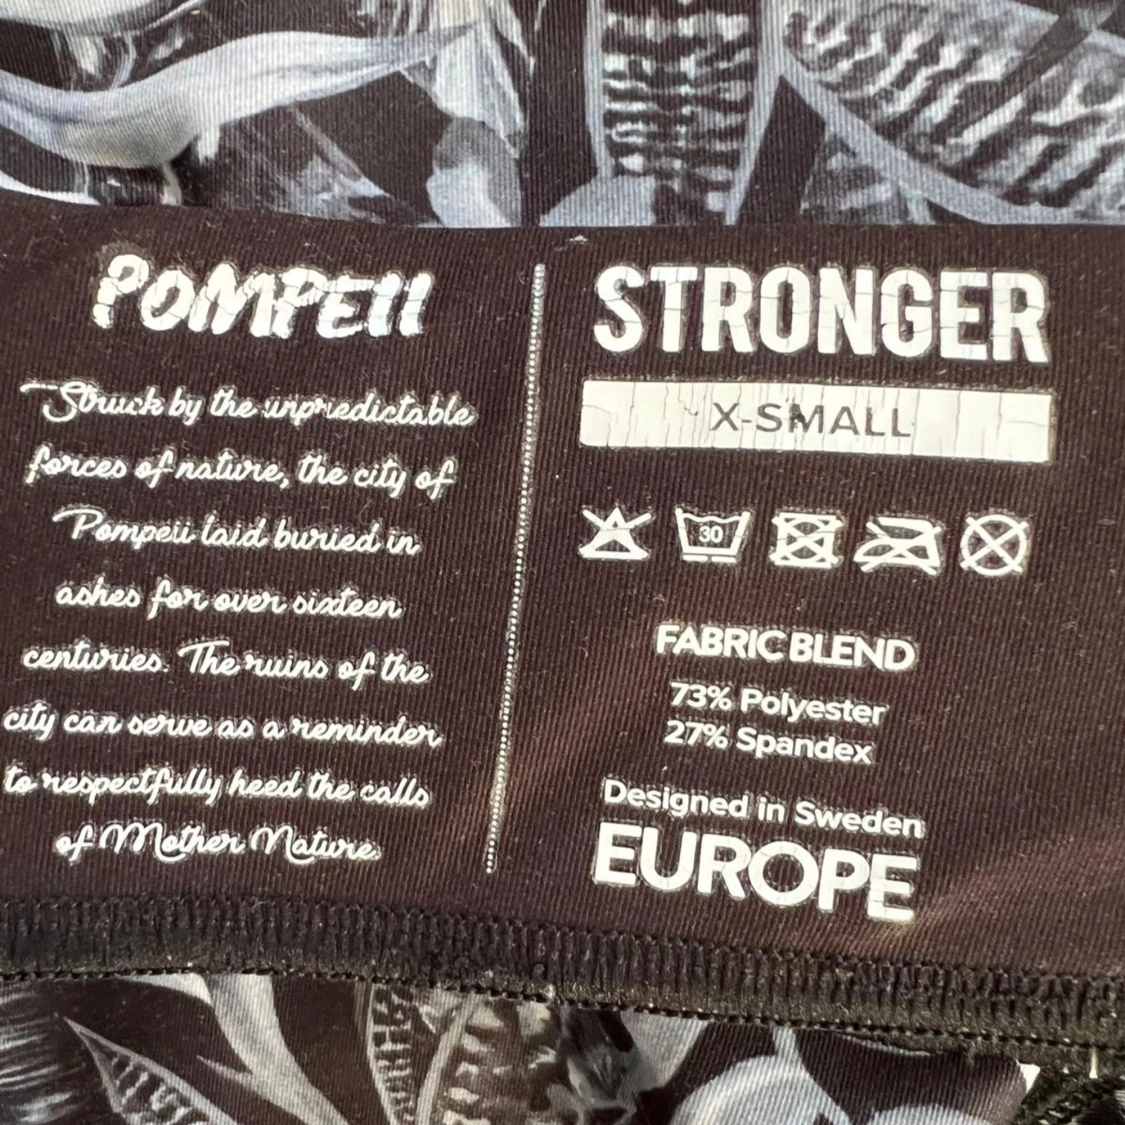 POMPEII
Struck by the unpredictable
forces of nature, the city of
Pompeii laid buried in
ashes for over sixteen
centuries. The ruins of the
city can serve as a reminder
to respectfully heed the calls
of Mother Nature.
STRONGER
X-SMALL
30
FABRIC BLEND
73% Polyester
27% Spandex
Designed in Sweden
EUROPE